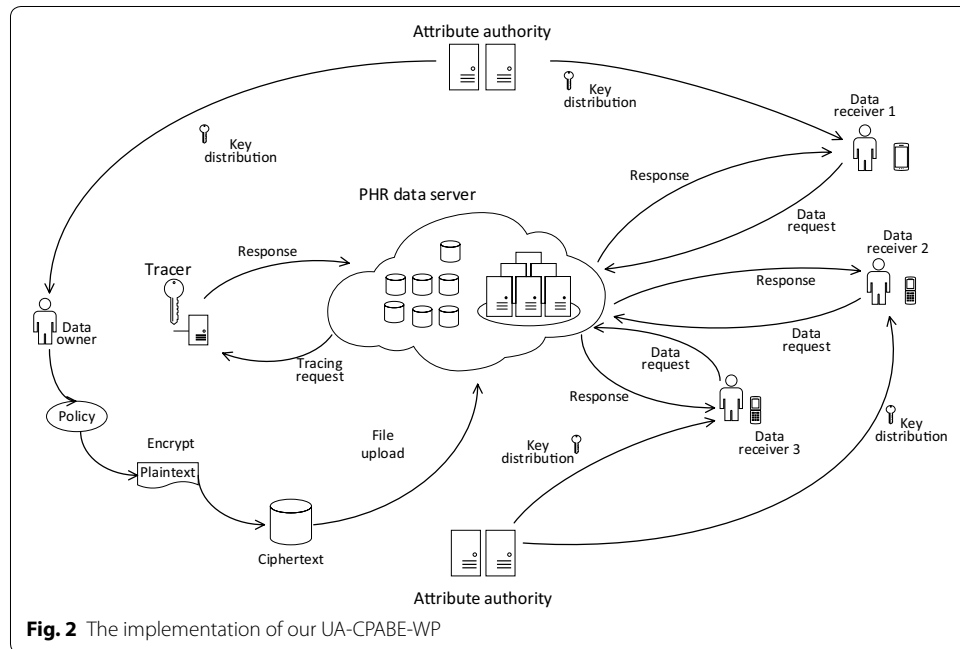 Attribute authority
Key
distribution
Key
distribution
Data
receiver 1
Response
PHR data server
Data
request
Data
receiver 2
Tracer
Response
Response
Data
owner
Data
request
Tracing
request
Data
request
Response
Policy
Key
distribution
Data
receiver 3
Key
distribution
Encrypt
File
upload
Plaintext
Ciphertext
Attribute authority
Fig. 2 The implementation of our UA-CPABE-WP